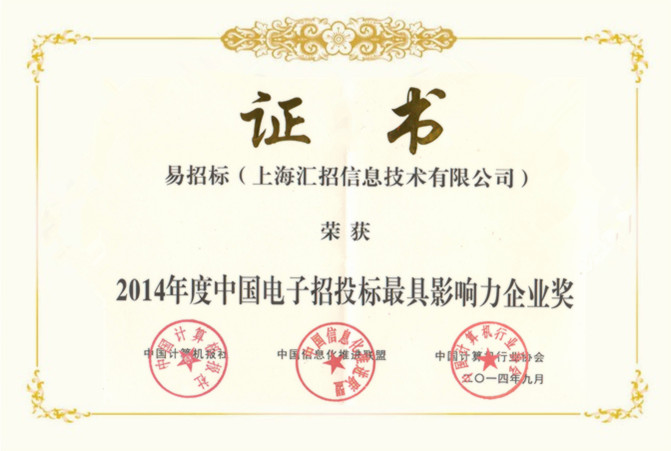 证 书
易招标（上海汇招信息技术有限公司）
荣 获
2014年度中国电子招投标最具影响力企业奖
中国计算机报社 中国信息化推进联盟 中国计算机行业协会
二〇一四年九月
中国计算机报社
中国信息化推进联盟
中国计算机行业协会